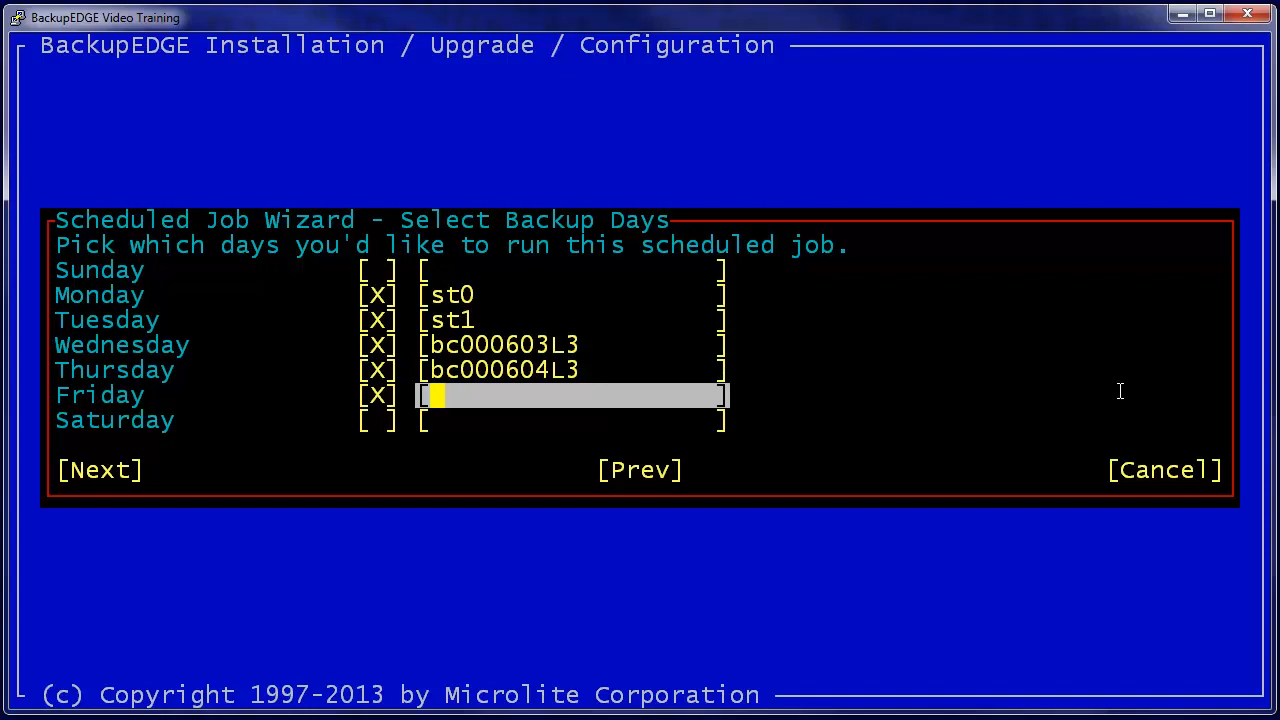 BackupEDGE Video Training
BackupEDGE Installation / Upgrade / Configuration
Scheduled Job Wizard - Select Backup Days
Pick which days you'd like to run this scheduled job.
Sunday [ ] [ ]
Monday [X] [st0 ]
Tuesday [X] [st1 ]
Wednesday [X] [bc000603L3 ]
Thursday [X] [bc000604L3 ]
Friday [X] [ ]
Saturday [ ] [ ]
[Next] [Prev] [Cancel]
(c) Copyright 1997-2013 by Microlite Corporation